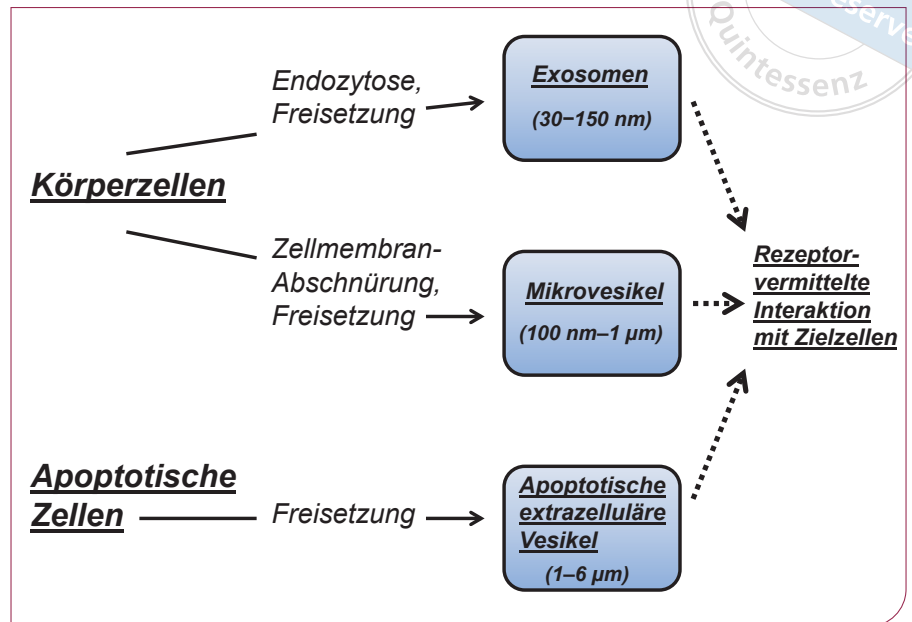 Endozytose,
Freisetzung
Exosomen
(30–150 nm)
Körperzellen
Zellmembran-
Abschnürung,
Freisetzung
Mikrovesikel
(100 nm–1 µm)
Rezeptor-
vermittelte
Interaktion
mit Zielzellen
Apoptotische
Zellen
Freisetzung
Apoptotische
extrazelluläre
Vesikel
(1–6 µm)
Quintessenz